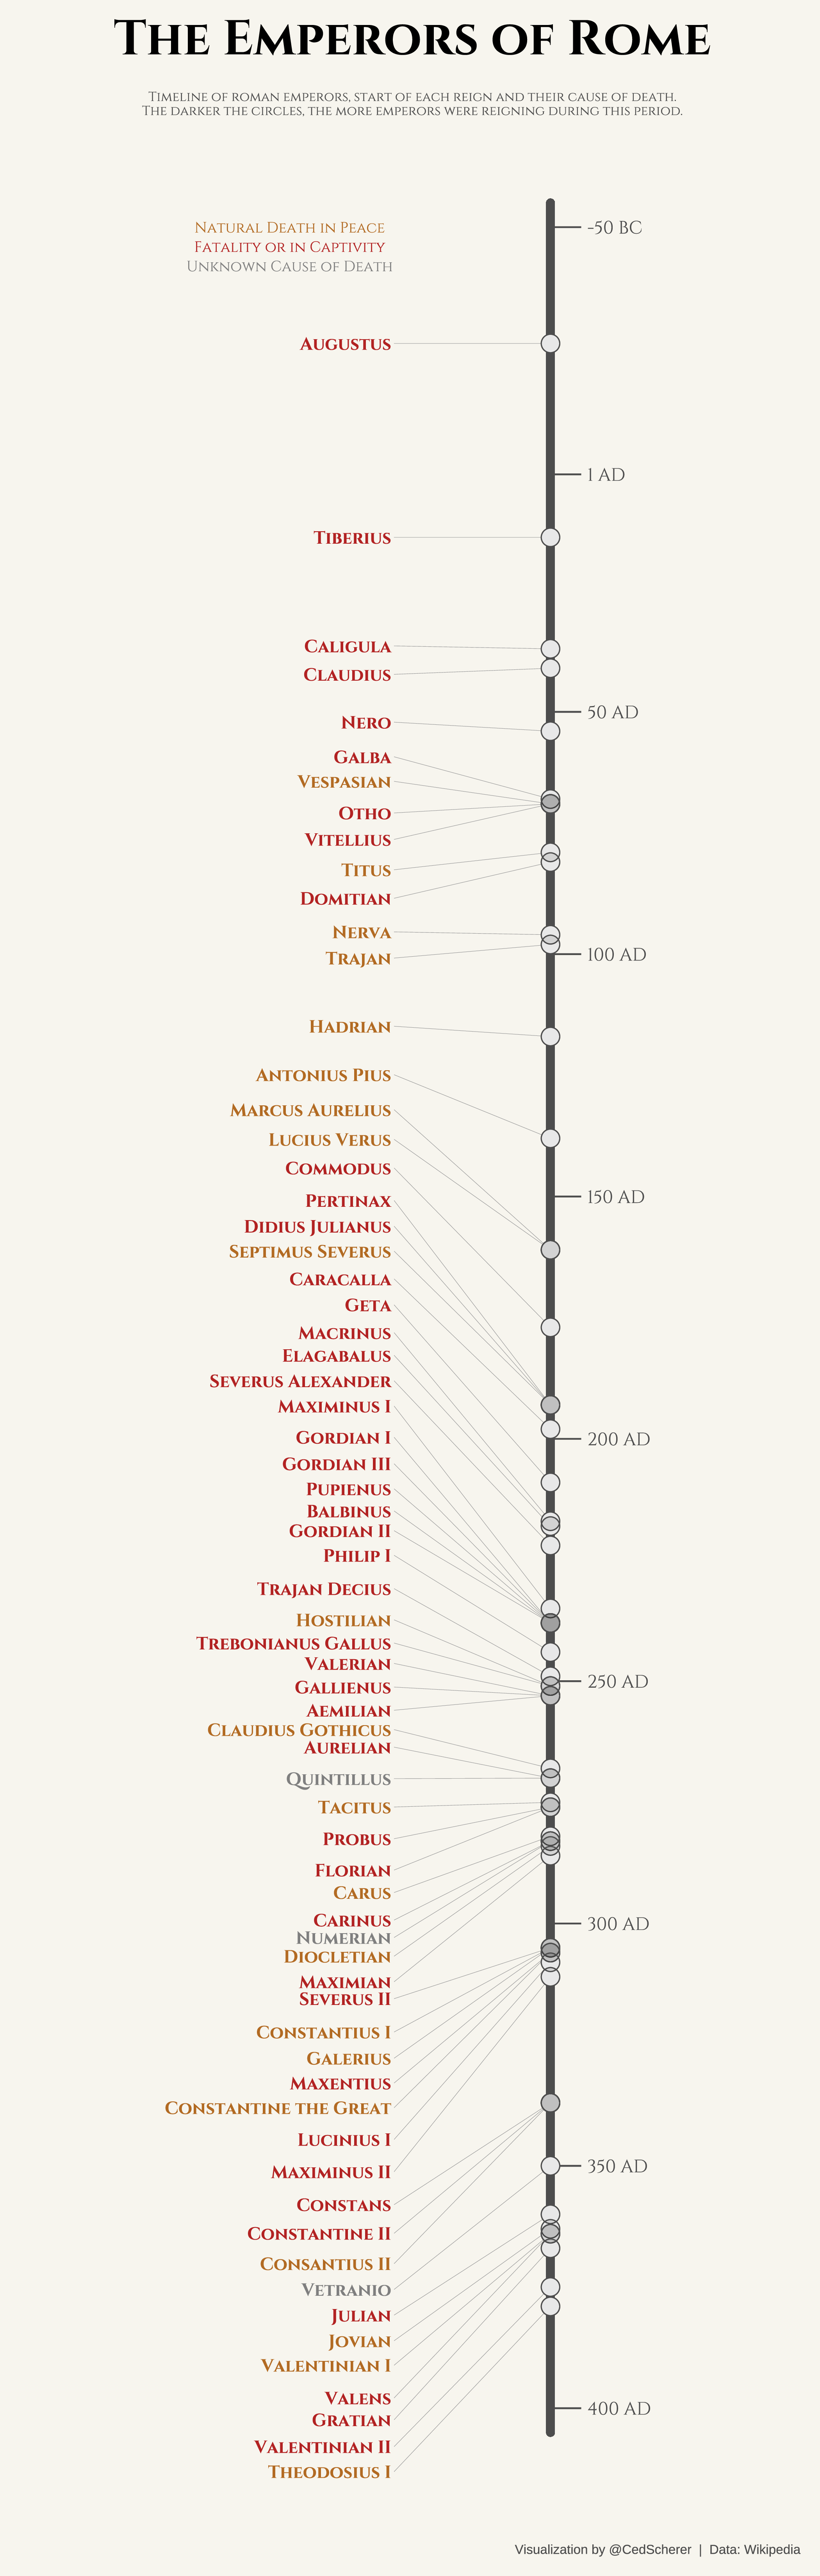 The Emperors of Rome
Timeline of roman emperors, start of each reign and their cause of death.
The darker the circles, the more emperors were reigning during this period.
Natural Death in Peace
Fatality or in Captivity
Unknown Cause of Death
-50 BC
Augustus
1 AD
Tiberius
Caligula
Claudius
50 AD
Nero
Galba
Vespasian
Otho
Vitellius
Titus
Domitian
Nerva
100 AD
Trajan
Hadrian
Antonius Pius
Marcus Aurelius
Lucius Verus
Commodus
150 AD
Pertinax
Didius Julianus
Septimus Severus
Caracalla
Geta
Macrinus
Elagabalus
Severus Alexander
Maximinus I
Gordian I
200 AD
Gordian III
Pupienus
Balbinus
Gordian II
Philip I
Trajan Decius
Hostilian
Trebonianus Gallus
Valerian
250 AD
Gallienus
Aemilian
Claudius Gothicus
Aurelian
Quintillus
Tacitus
Probus
Florian
Carus
Carinus
300 AD
Numerian
Diocletian
Maximian
Severus II
Constantius I
Galerius
Maxentius
Constantine the Great
Lucinius I
350 AD
Maximinus II
Constans
Constantine II
Consantius II
Vetranio
Julian
Jovian
Valentinian I
Valens
400 AD
Gratian
Valentinian II
Theodosius I
Visualization by @CedScherer | Data: Wikipedia